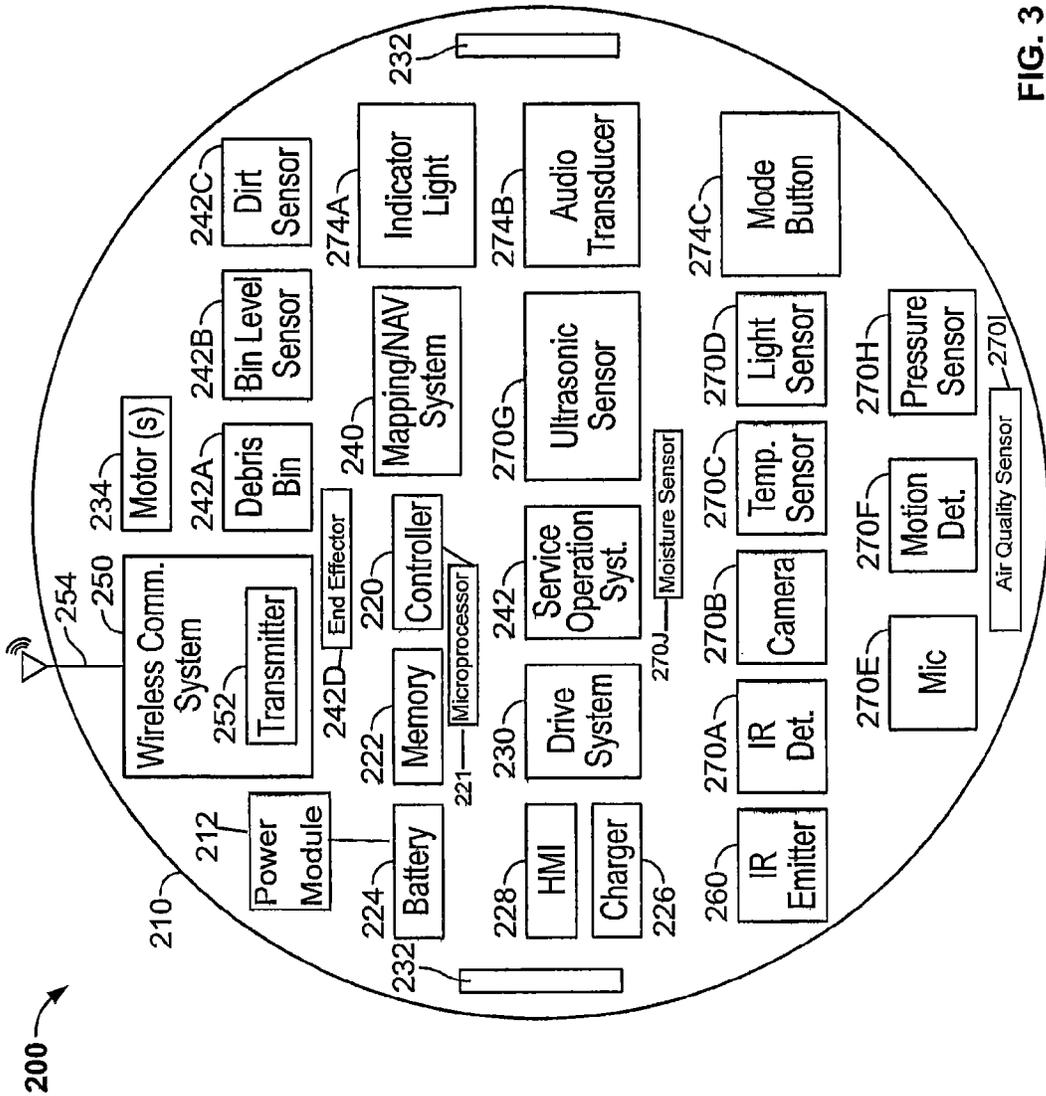 200
210
254
250
Wireless Comm.
System
252
Transmitter
234
Motor (s)
212
Power
Module
242A
Debris
Bin
242B
Bin Level
Sensor
242C
Dirt
Sensor
242D
End Effector
232
224
Battery
222
Memory
220
Controller
221
Microprocessor
240
Mapping/NAV
System
274A
Indicator
Light
232
228
HMI
Charger
226
230
Drive
System
242
Service
Operation
Syst.
270G
Ultrasonic
Sensor
274B
Audio
Transducer
270J
Moisture Sensor
260
IR
Emitter
270A
IR
Det.
270B
Camera
270C
Temp.
Sensor
270D
Light
Sensor
274C
Mode
Button
270E
Mic
270F
Motion
Det.
270H
Pressure
Sensor
Air Quality Sensor
270I
FIG. 3